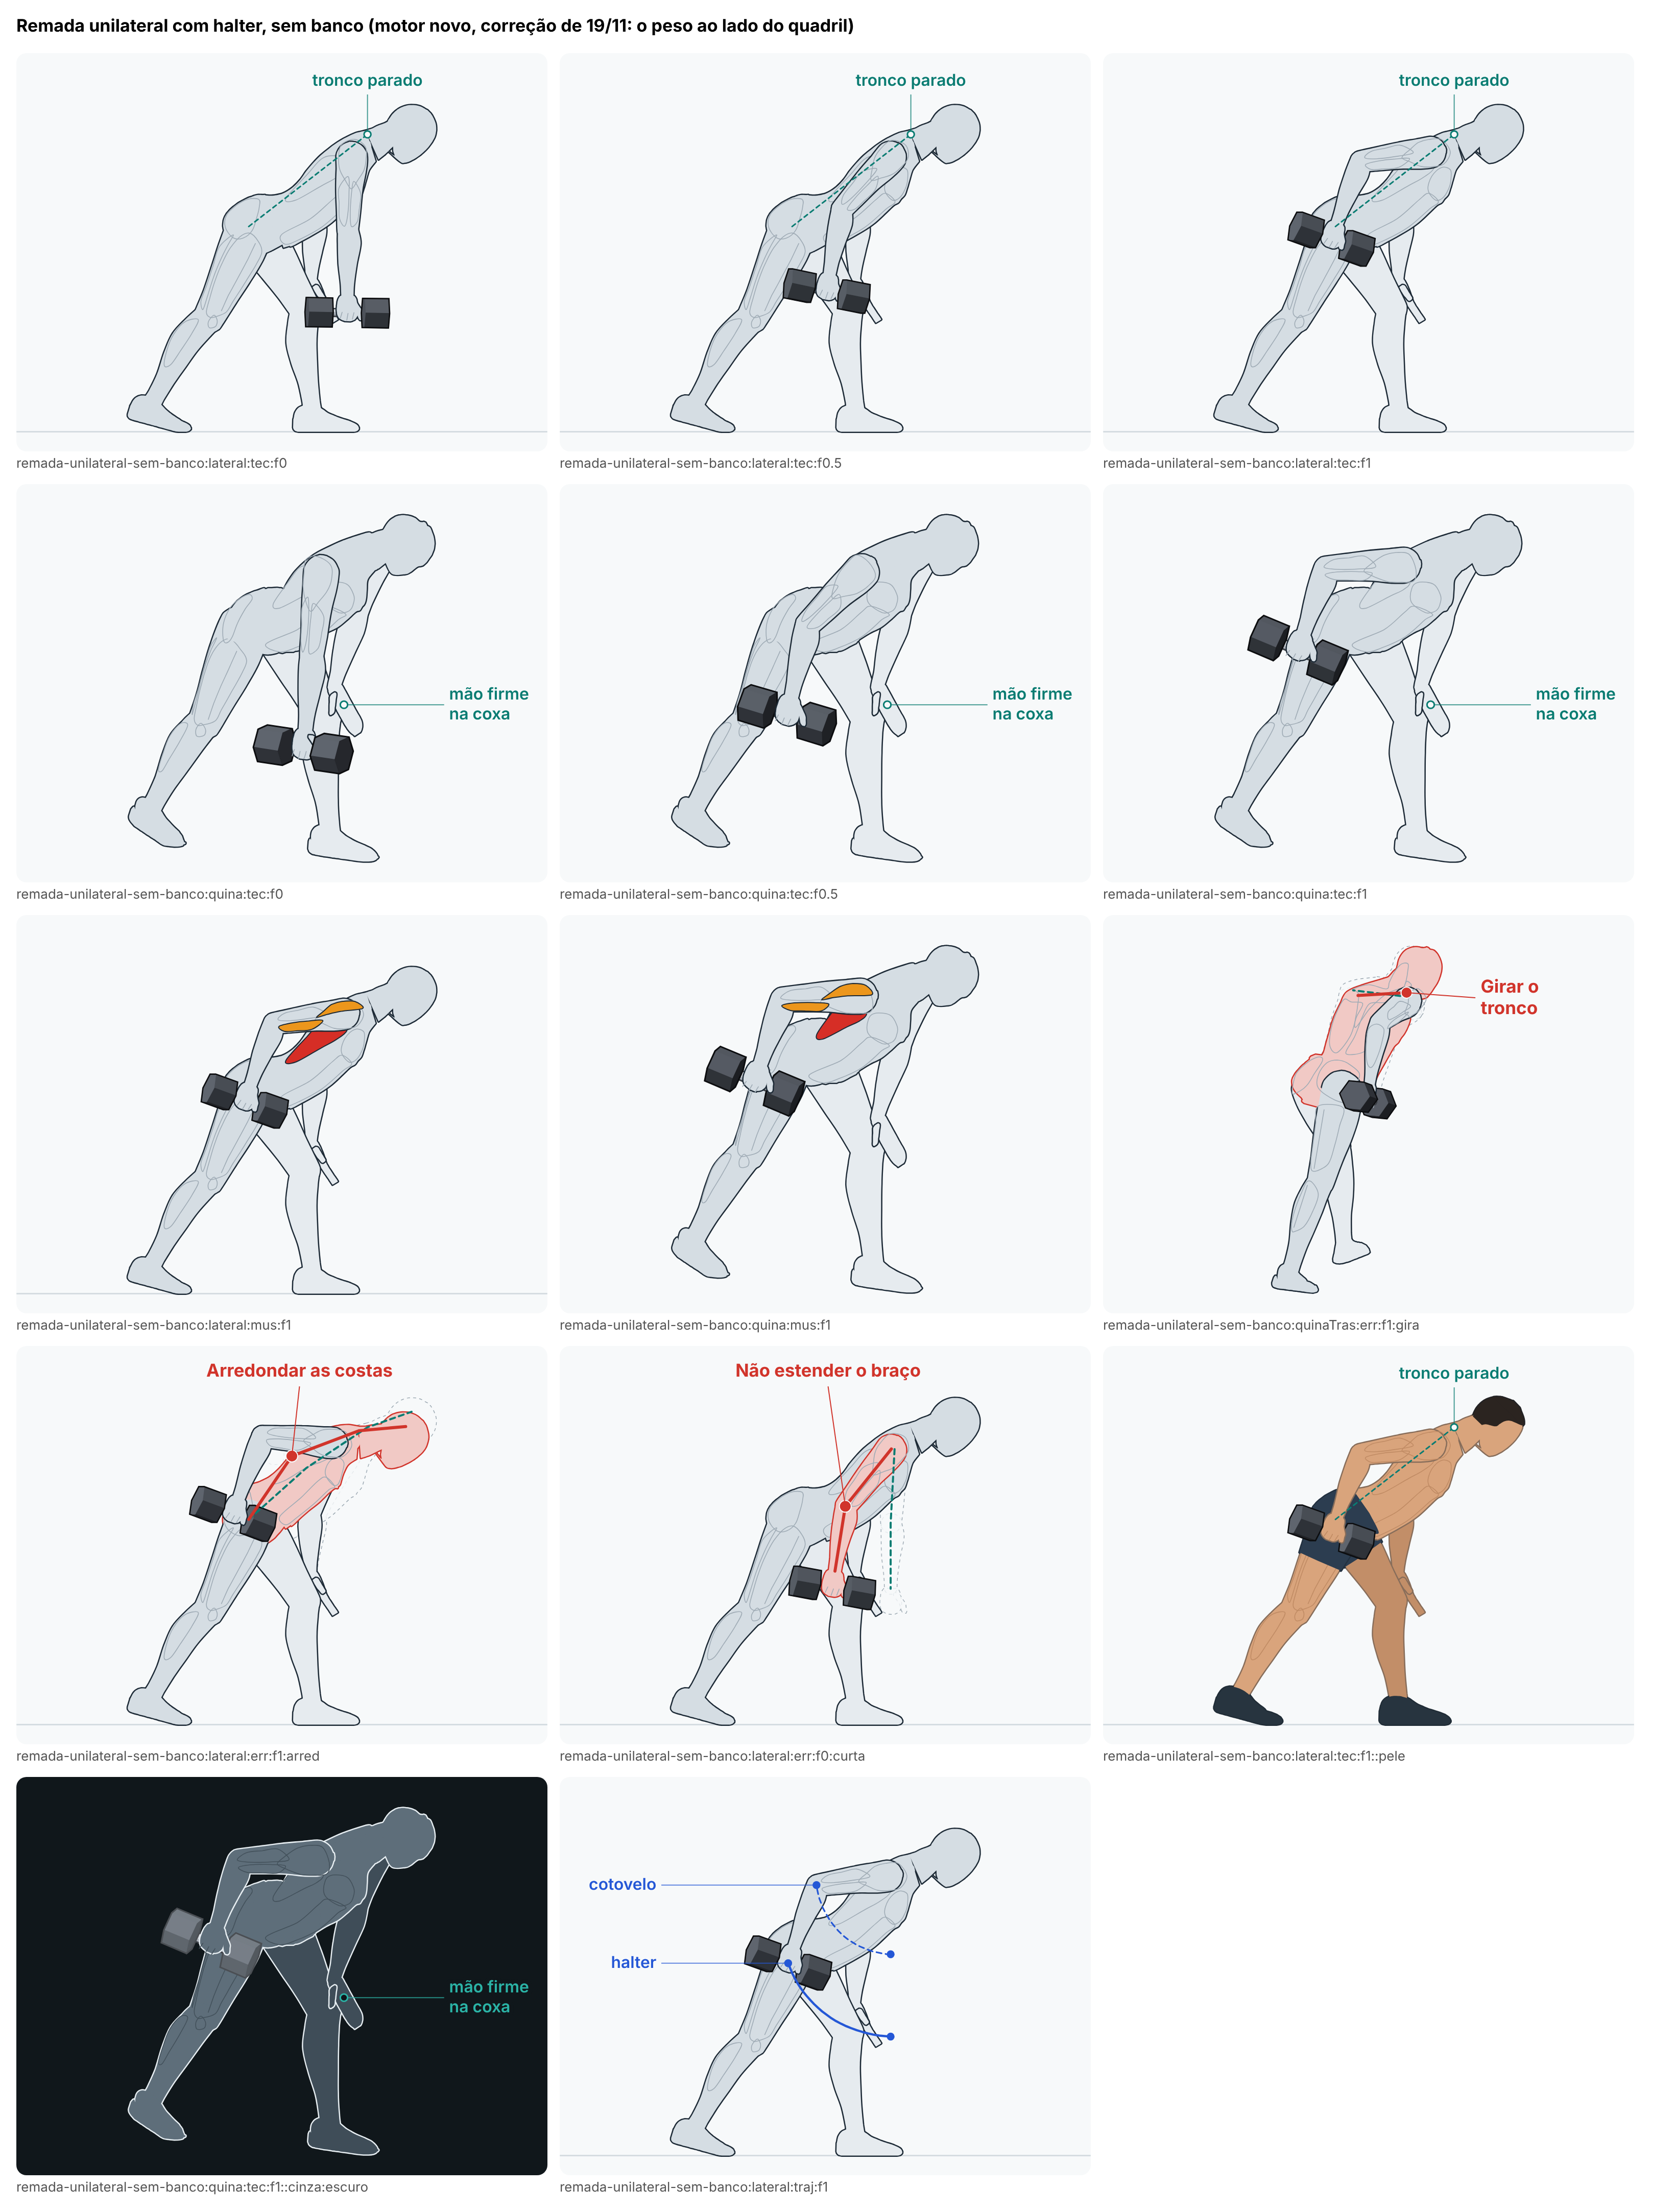 Remada unilateral com halter, sem banco (motor novo, correção de 19/11: o peso ao lado do quadril)
tronco parado
tronco parado
tronco parado
remada-unilateral-sem-banco:lateral:tec:f0
remada-unilateral-sem-banco:lateral:tec:f0.5
remada-unilateral-sem-banco:lateral:tec:f1
mão firme
na coxa
mão firme
na coxa
mão firme
na coxa
remada-unilateral-sem-banco:quina:tec:f0
remada-unilateral-sem-banco:quina:tec:f0.5
remada-unilateral-sem-banco:quina:tec:f1
Girar o
tronco
remada-unilateral-sem-banco:lateral:mus:f1
remada-unilateral-sem-banco:quina:mus:f1
remada-unilateral-sem-banco:quinaTras:err:f1:gira
Arredondar as costas
Não estender o braço
tronco parado
remada-unilateral-sem-banco:lateral:err:f1:arred
remada-unilateral-sem-banco:lateral:err:f0:curta
remada-unilateral-sem-banco:lateral:tec:f1::pele
mão firme
na coxa
cotovelo
halter
remada-unilateral-sem-banco:quina:tec:f1::cinza:escuro
remada-unilateral-sem-banco:lateral:traj:f1